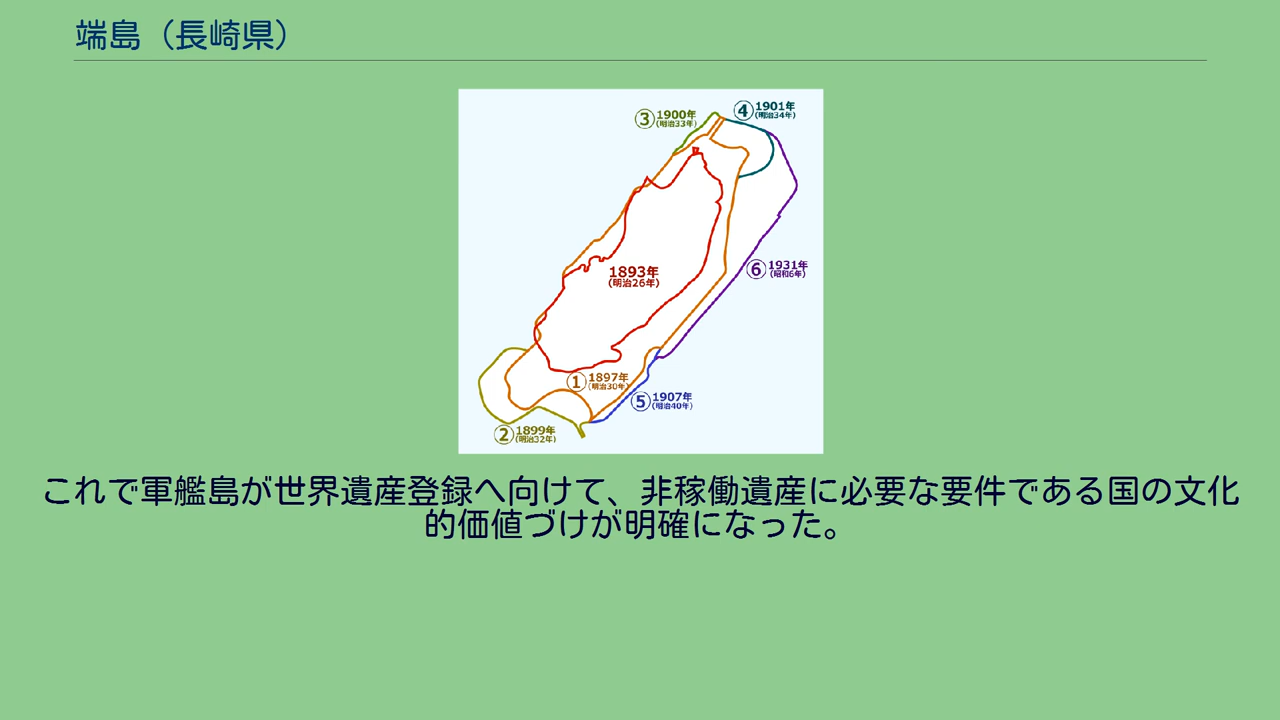 端島（長崎県）
③ 1900年
(明治33年)
④ 1901年
(明治34年)
⑥ 1931年
(昭和6年)
1893年
(明治26年)
① 1897年
(明治30年)
⑤ 1907年
(明治40年)
② 1899年
(明治32年)
これで軍艦島が世界遺産登録へ向けて、非稼働遺産に必要な要件である国の文化
的価値づけが明確になった。